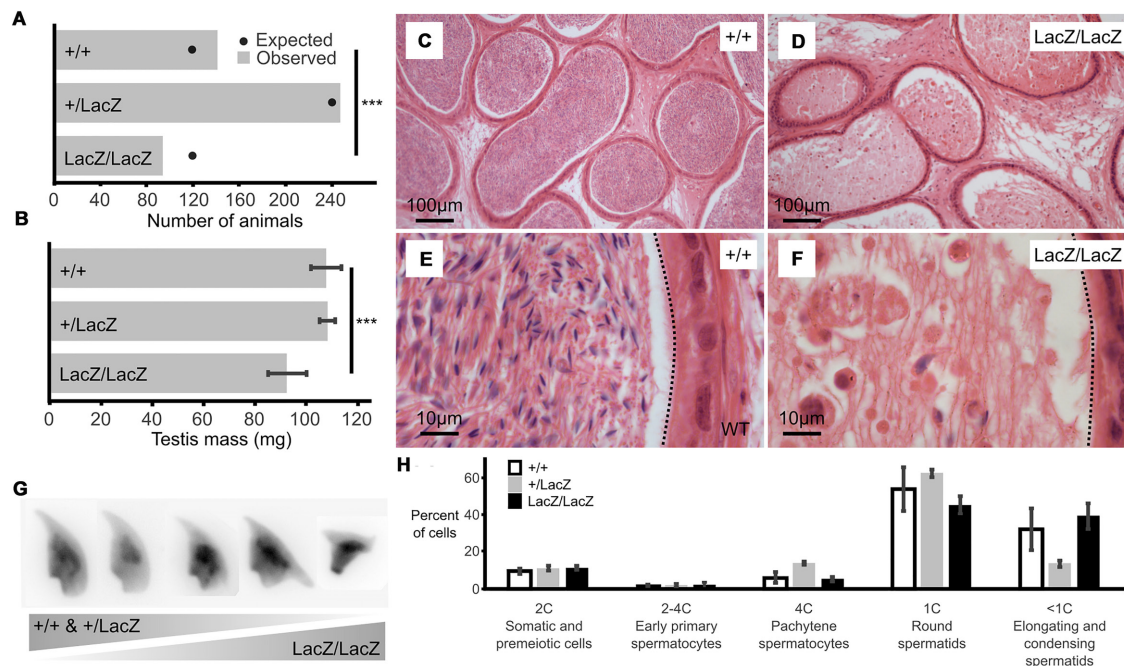 A
+/+
+/LacZ
LacZ/LacZ
Expected
Observed
***
0 40 80 120 160 200 240
Number of animals
B
+/+
+/LacZ
LacZ/LacZ
***
0 20 40 60 80 100 120
Testis mass (mg)
C
+/+
100µm
D
LacZ/LacZ
100µm
E
+/+
10µm
WT
F
LacZ/LacZ
10µm
G
+/+ & +/LacZ
LacZ/LacZ
H
+/+
+/LacZ
LacZ/LacZ
Percent
of cells
60
40
20
0
2C
Somatic and
premeiotic cells
2-4C
Early primary
spermatocytes
4C
Pachytene
spermatocytes
1C
Round
spermatids
<1C
Elongating and
condensing
spermatids